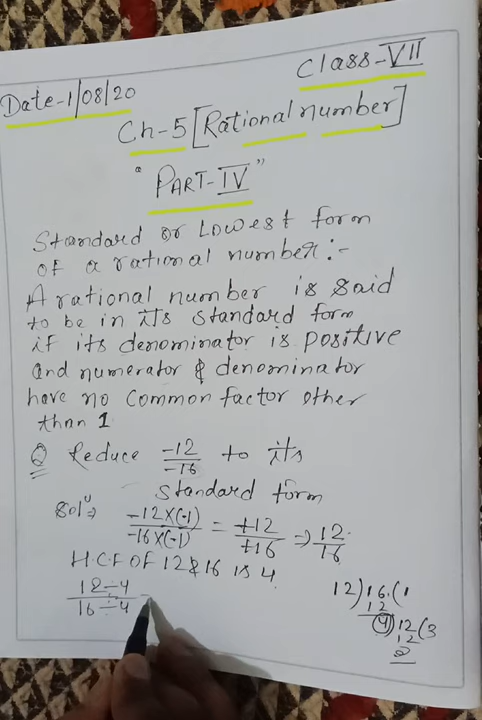 Class-VII
Date-1/08/20
Ch-5[Rational number]
"PART-IV"
Standard or Lowest form
of a rational number:-
A rational number is said
to be in its standard form
if its denominator is positive
and numerator & denominator
have no common factor other
than 1
Q Reduce -12/-16 to its
standard form
Solⁿ⇒ -12×(-1)/-16×(-1) = +12/+16 ⇒ 12/16
H.C.F OF 12 & 16 is 4.
12÷4/16÷4 =
12)16(1
12
4)12(3
12
0